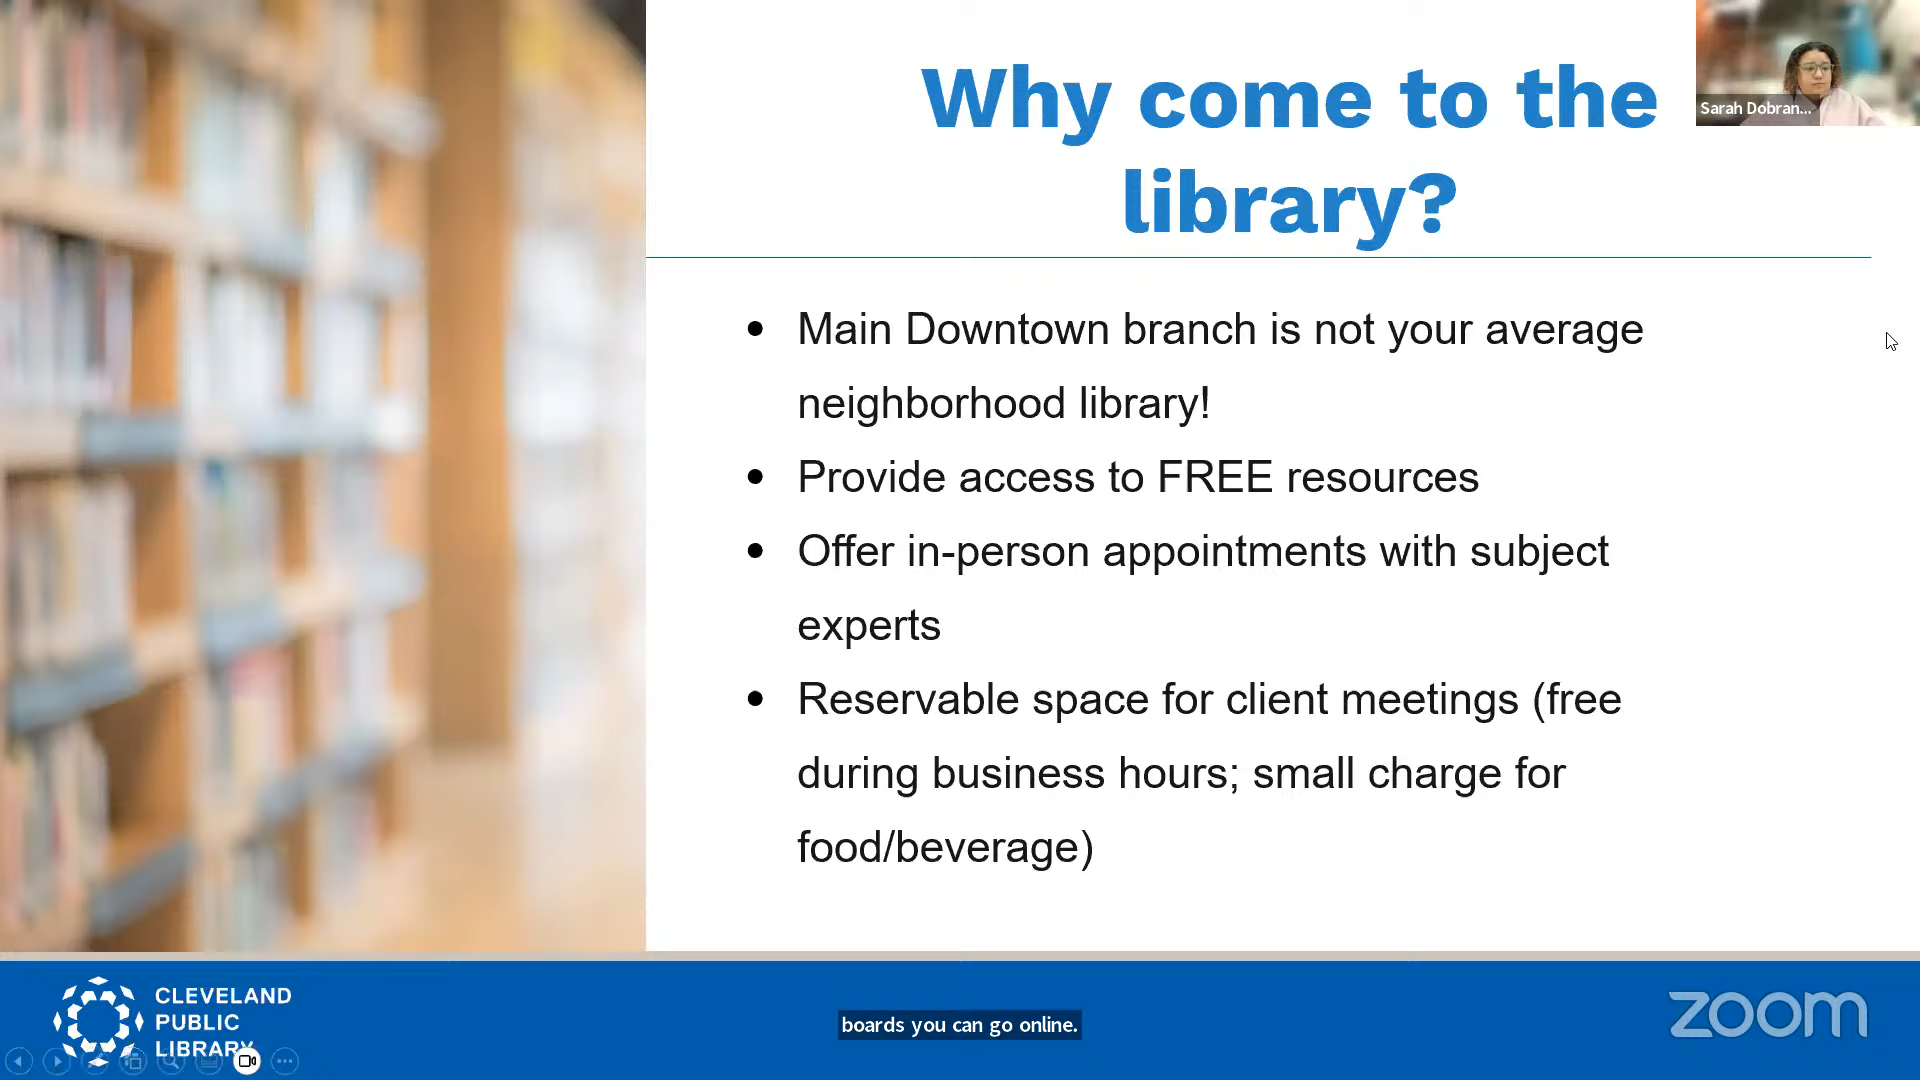 Why come to the
library?
Sarah Dobran...
• Main Downtown branch is not your average
neighborhood library!
• Provide access to FREE resources
• Offer in-person appointments with subject
experts
• Reservable space for client meetings (free
during business hours; small charge for
food/beverage)
CLEVELAND
PUBLIC
LIBRARY
boards you can go online.
zoom